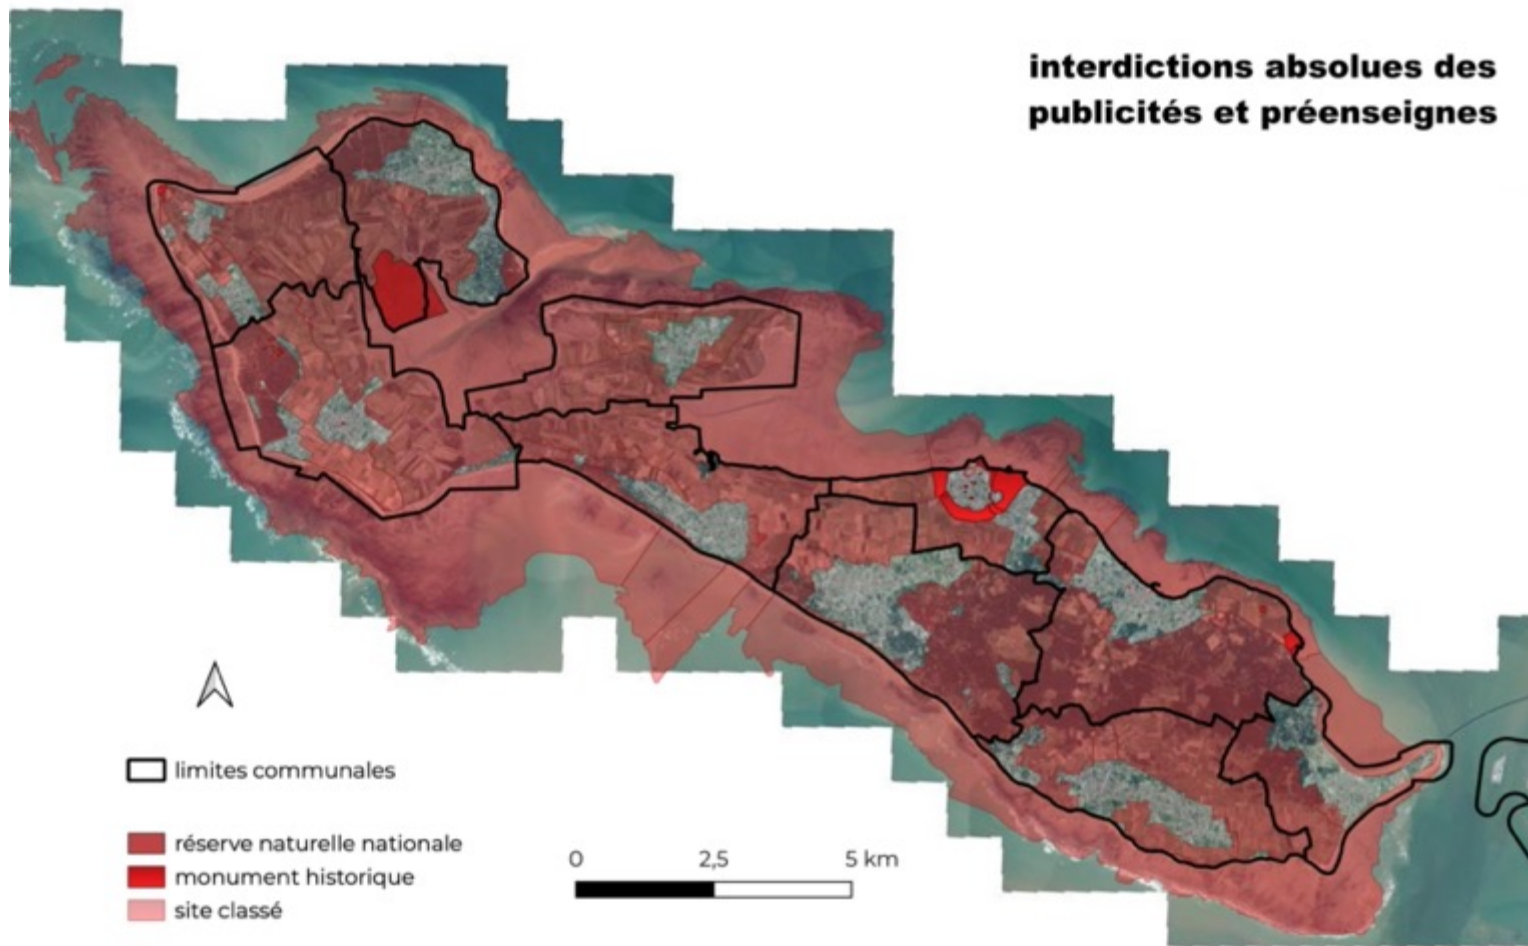 interdictions absolues des
publicités et préenseignes
limites communales
réserve naturelle nationale
monument historique
site classé
0 2,5 5 km